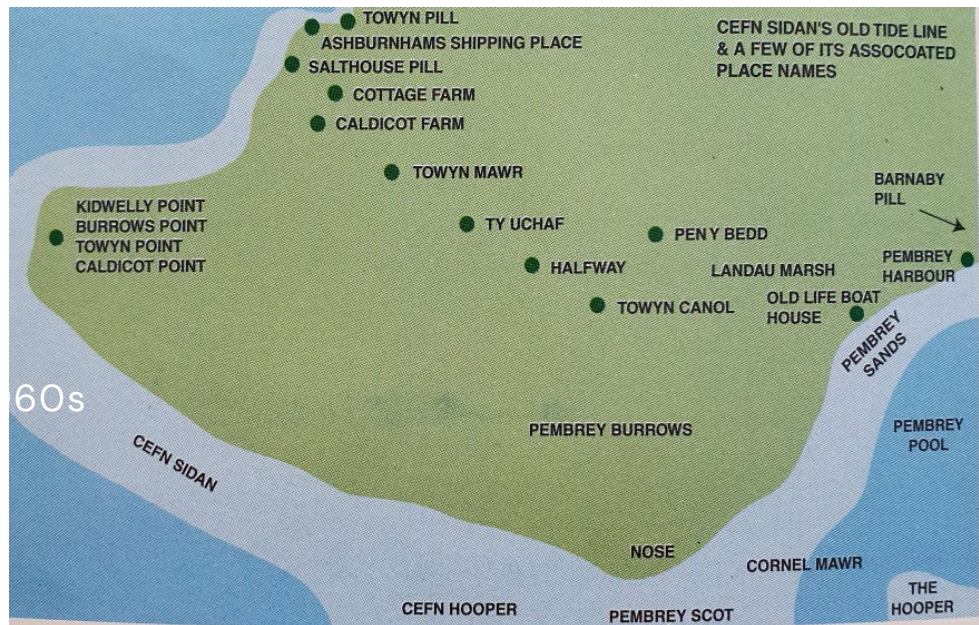 TOWYN PILL
ASHBURNHAMS SHIPPING PLACE
SALTHOUSE PILL
COTTAGE FARM
CALDICOT FARM
TOWYN MAWR
CEFN SIDAN'S OLD TIDE LINE
& A FEW OF ITS ASSOCOATED
PLACE NAMES
BARNABY
PILL
KIDWELLY POINT
BURROWS POINT
TOWYN POINT
CALDICOT POINT
TY UCHAF
PEN Y BEDD
HALFWAY
LANDAU MARSH
PEMBREY
HARBOUR
TOWYN CANOL
OLD LIFE BOAT
HOUSE
PEMBREY
SANDS
60s
PEMBREY BURROWS
PEMBREY
POOL
CEFN SIDAN
NOSE
CORNEL MAWR
CEFN HOOPER
PEMBREY SCOT
THE
HOOPER